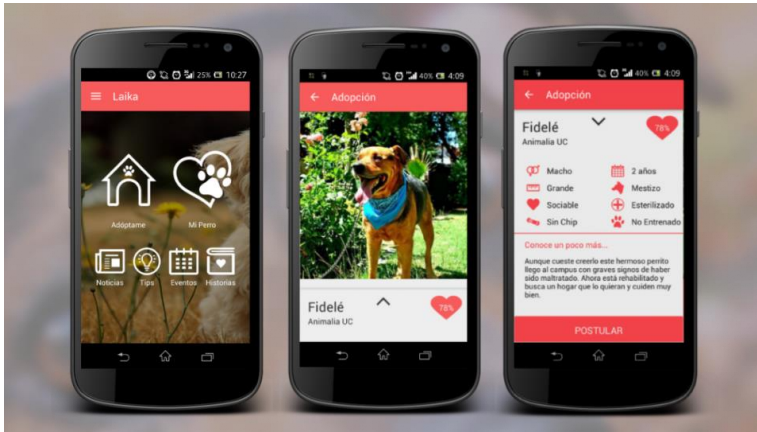 25% 10:27
Laika
Adóptame
Mi Perro
Noticias
Tips
Eventos
Historias
40% 4:09
Adopción
Fidelé
Animalia UC
78%
40% 4:09
Adopción
Fidelé
Animalia UC
78%
Macho
2 años
Grande
Mestizo
Sociable
Esterilizado
Sin Chip
No Entrenado
Conoce un poco más...
Aunque cueste creerlo este hermoso perrito
llego al campus con graves signos de haber
sido maltratado. Ahora está rehabilitado y
busca un hogar que lo quieran y cuiden muy
bien.
POSTULAR